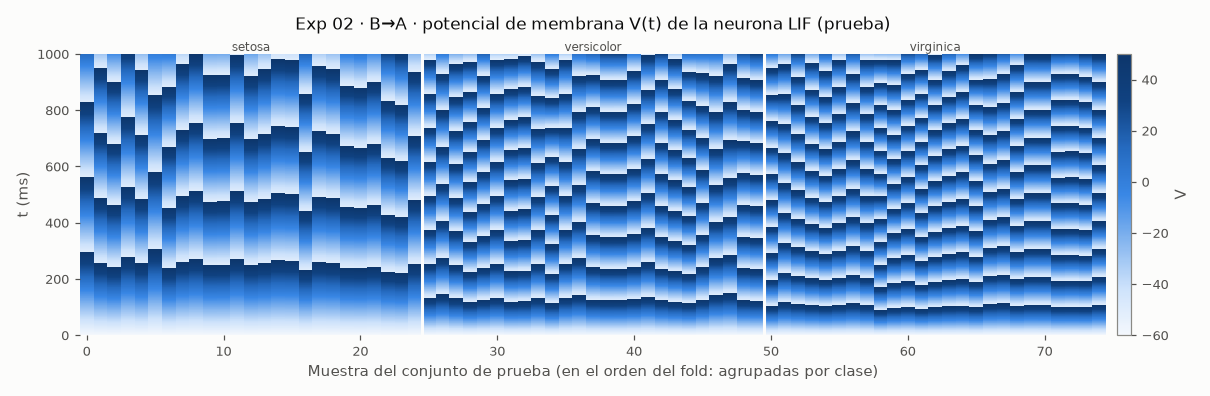 Exp 02 · B→A · potencial de membrana V(t) de la neurona LIF (prueba)
setosa versicolor virginica
1000
800
600
400
200
0
t (ms)
0 10 20 30 40 50 60 70
Muestra del conjunto de prueba (en el orden del fold: agrupadas por clase)
40
20
0
−20
−40
−60
V